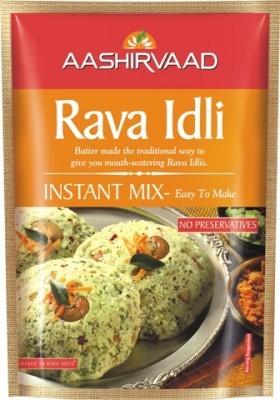 AASHIRVAAD
Rava Idli
Batter made the traditional way to
give you mouth-watering Rava Idlis.
INSTANT MIX- Easy To Make
NO PRESERVATIVES